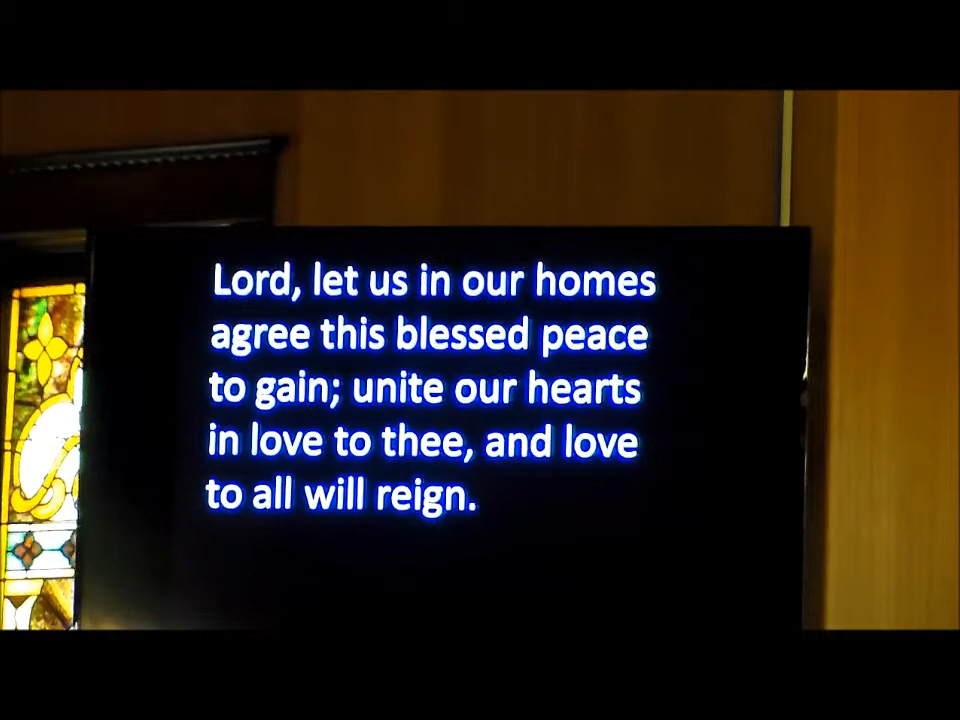 Lord, let us in our homes
agree this blessed peace
to gain; unite our hearts
in love to thee, and love
to all will reign.